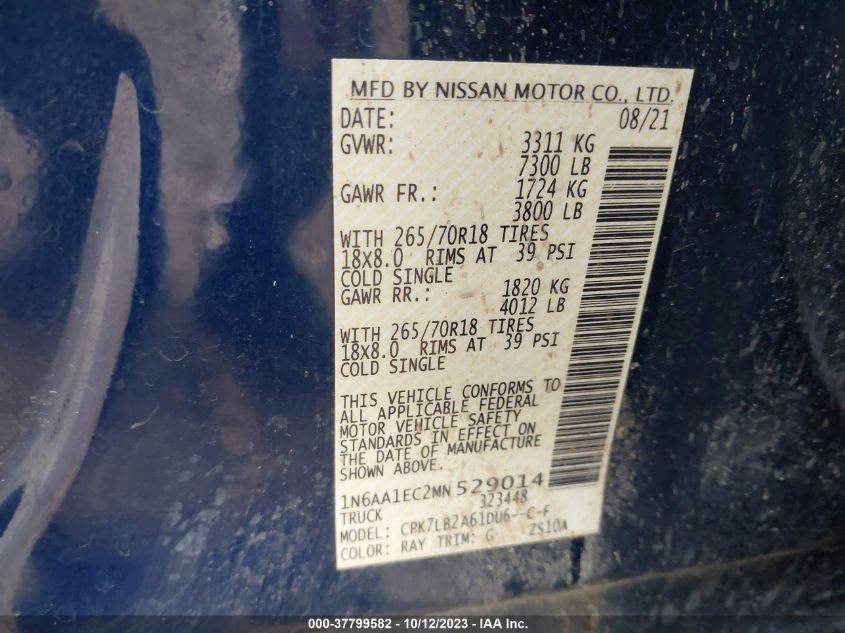 MFD BY NISSAN MOTOR CO., LTD.
DATE: 08/21
GVWR: 3311 KG
7300 LB
GAWR FR.: 1724 KG
3800 LB
WITH 265/70R18 TIRES
18X8.0 RIMS AT 39 PSI
COLD SINGLE
GAWR RR.: 1820 KG
4012 LB
WITH 265/70R18 TIRES
18X8.0 RIMS AT 39 PSI
COLD SINGLE
THIS VEHICLE CONFORMS TO
ALL APPLICABLE FEDERAL
MOTOR VEHICLE SAFETY
STANDARDS IN EFFECT ON
THE DATE OF MANUFACTURE
SHOWN ABOVE.
1N6AA1EC2MN529014
TRUCK 323448
MODEL: CRK7LB2A61DU6--C-F
COLOR: RAY TRIM: G ZS10A
000-37799582 - 10/12/2023 - IAA Inc.